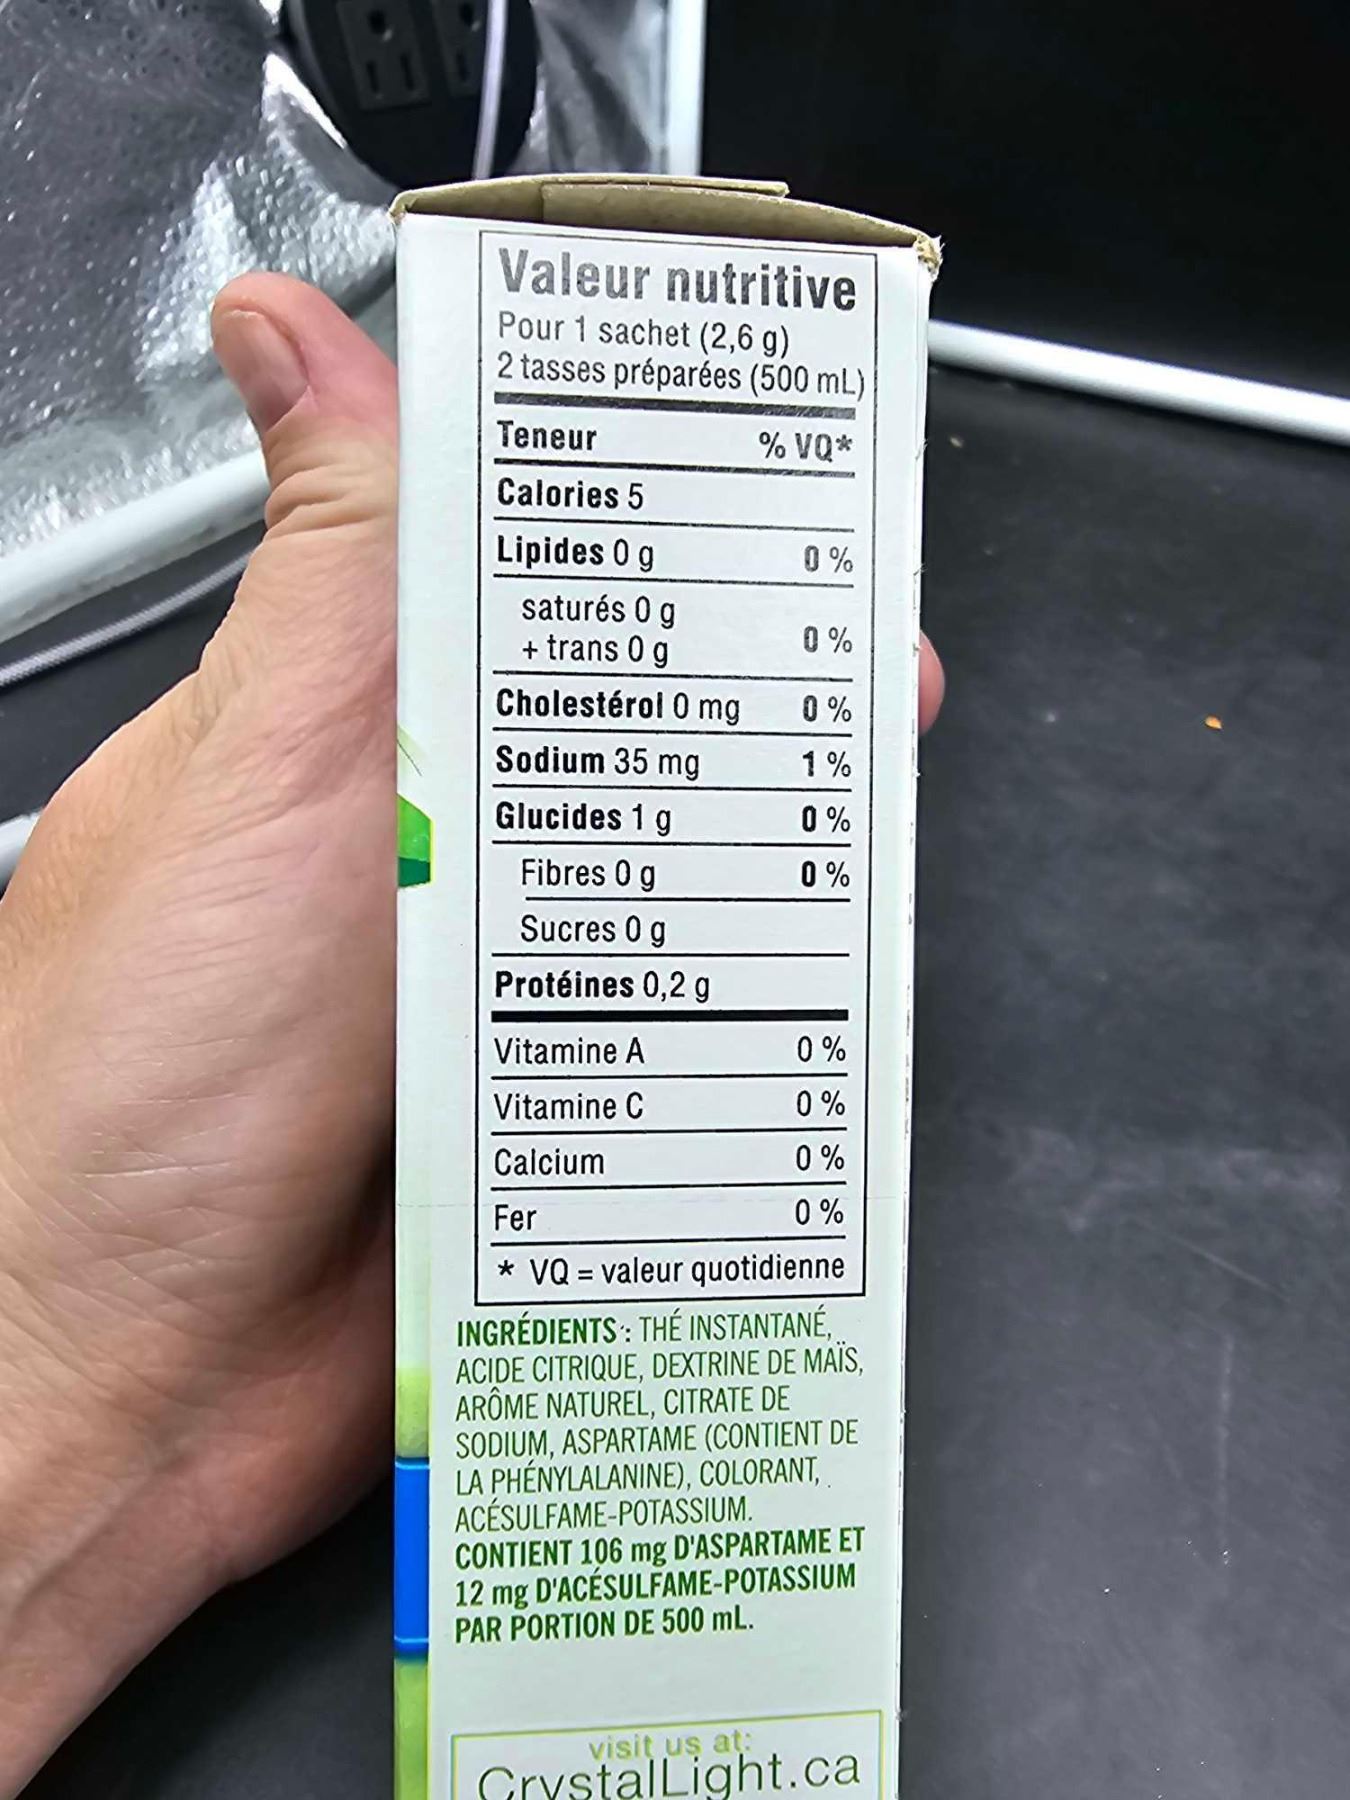 Valeur nutritive
Pour 1 sachet (2,6 g)
2 tasses préparées (500 mL)
Teneur % VQ*
Calories 5
Lipides 0 g 0 %
saturés 0 g
+ trans 0 g 0 %
Cholestérol 0 mg 0 %
Sodium 35 mg 1 %
Glucides 1 g 0 %
Fibres 0 g 0 %
Sucres 0 g
Protéines 0,2 g
Vitamine A 0 %
Vitamine C 0 %
Calcium 0 %
Fer 0 %
* VQ = valeur quotidienne
INGRÉDIENTS : THÉ INSTANTANÉ,
ACIDE CITRIQUE, DEXTRINE DE MAÏS,
ARÔME NATUREL, CITRATE DE
SODIUM, ASPARTAME (CONTIENT DE
LA PHÉNYLALANINE), COLORANT,
ACÉSULFAME-POTASSIUM.
CONTIENT 106 mg D'ASPARTAME ET
12 mg D'ACÉSULFAME-POTASSIUM
PAR PORTION DE 500 mL.
visit us at:
CrystalLight.ca